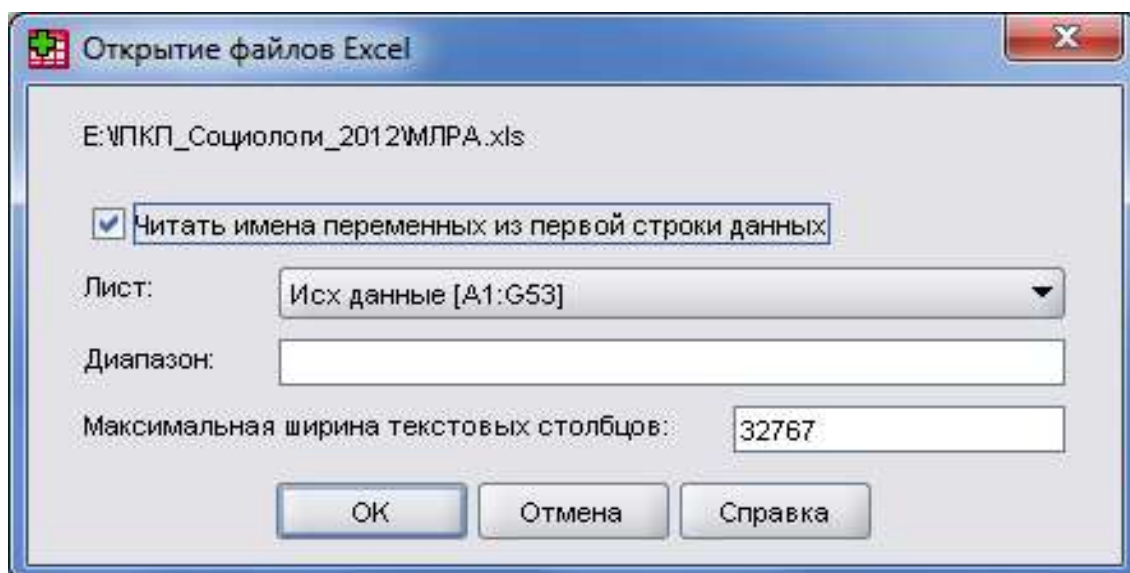 Открытие файлов Excel
E:\ПКП_Социологи_2012\МЛРА.xls
Читать имена переменных из первой строки данных
Лист: Исх данные [A1:G53]
Диапазон:
Максимальная ширина текстовых столбцов: 32767
ОК Отмена Справка